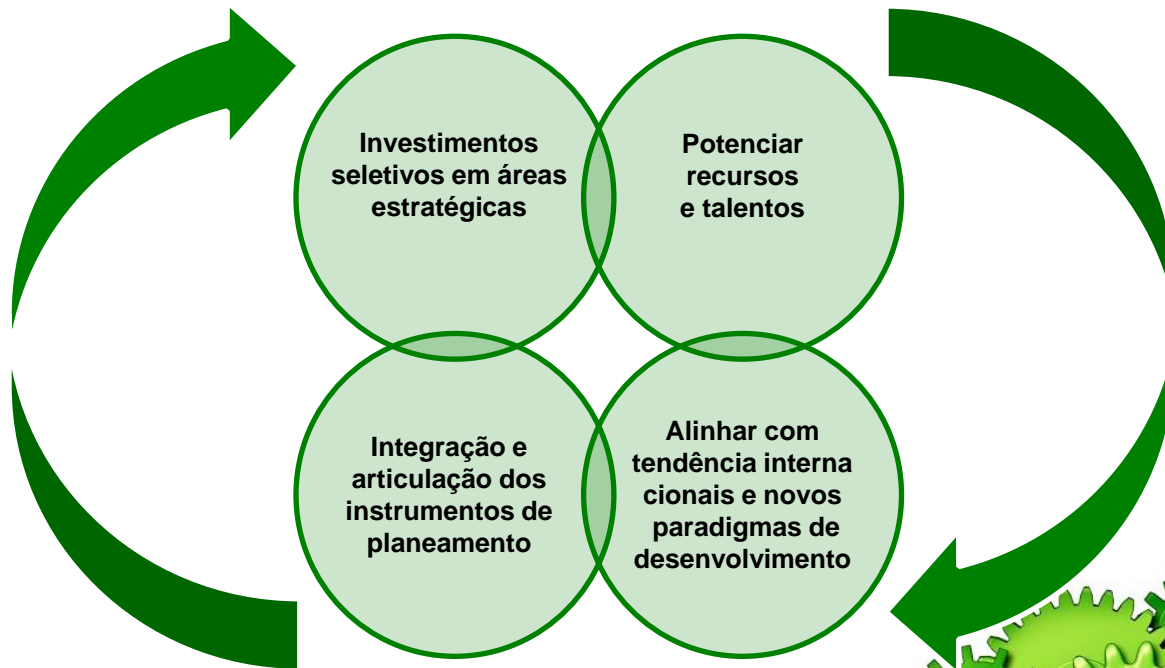 Investimentos
seletivos em áreas
estratégicas
Potenciar
recursos
e talentos
Integração e
articulação dos
instrumentos de
planeamento
Alinhar com
tendência interna
cionais e novos
paradigmas de
desenvolvimento